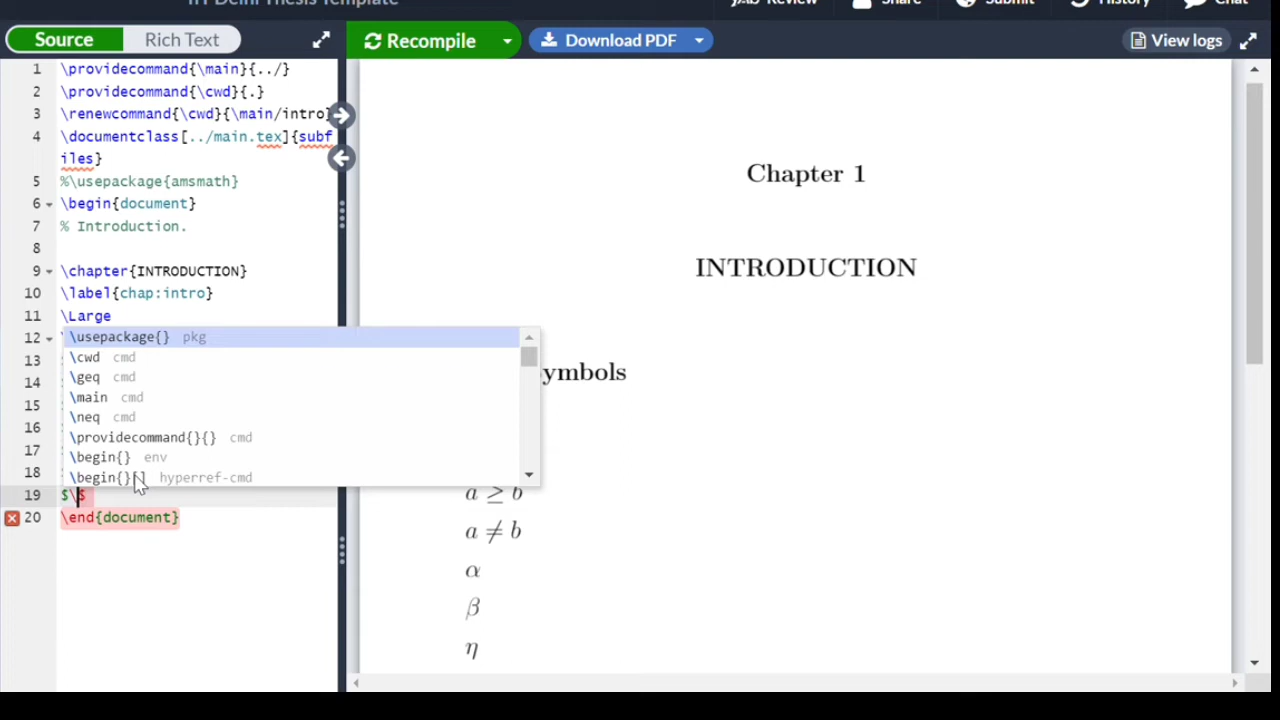 IIT Delhi Thesis Template
Review Share Submit History Chat
Source Rich Text Recompile Download PDF View logs
1 \providecommand{\main}{../}
2 \providecommand{\cwd}{.}
3 \renewcommand{\cwd}{\main/intro}
4 \documentclass[../main.tex]{subf
iles}
5 %\usepackage{amsmath}
6 \begin{document}
7 % Introduction.
8
9 \chapter{INTRODUCTION}
10 \label{chap:intro}
11 \Large
12
13
14
15
16
17
18
19 $\$
20 \end{document}
\usepackage{} pkg
\cwd cmd
\geq cmd
\main cmd
\neq cmd
\providecommand{}{} cmd
\begin{} env
\begin{}[] hyperref-cmd
Chapter 1
INTRODUCTION
ymbols
a ≥ b
a ≠ b
α
β
η